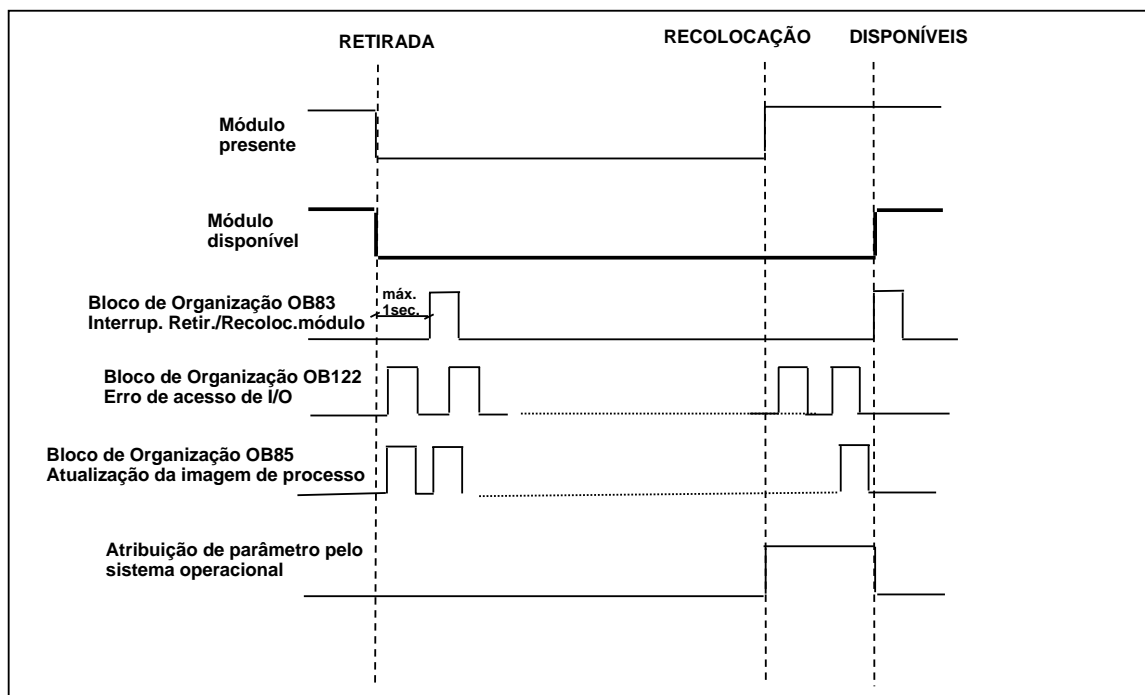 RETIRADA
RECOLOCAÇÃO
DISPONÍVEIS
Módulo
presente
Módulo
disponível
Bloco de Organização OB83
Interrup. Retir./Recoloc.módulo
máx.
1sec.
Bloco de Organização OB122
Erro de acesso de I/O
Bloco de Organização OB85
Atualização da imagem de processo
Atribuição de parâmetro pelo
sistema operacional